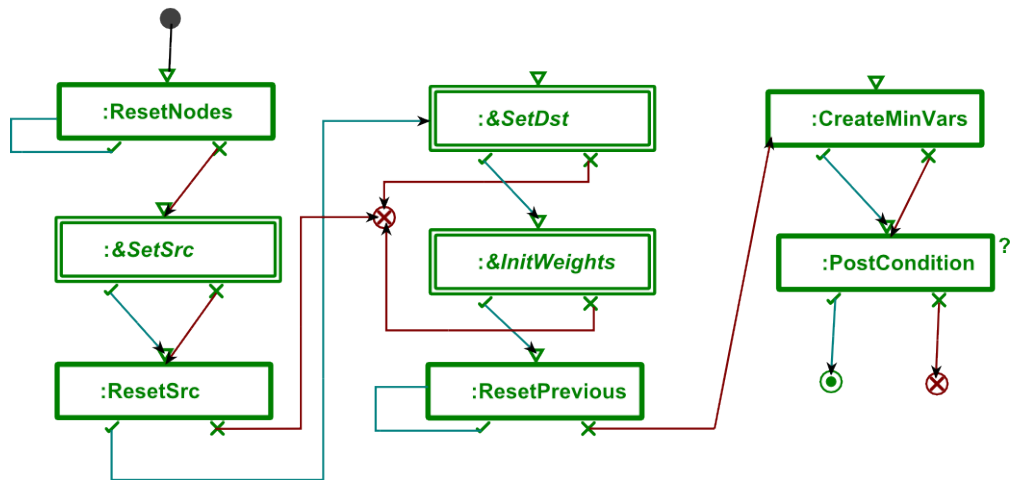 :ResetNodes
:&SetSrc
:ResetSrc
:&SetDst
:&InitWeights
:ResetPrevious
:CreateMinVars
:PostCondition
?